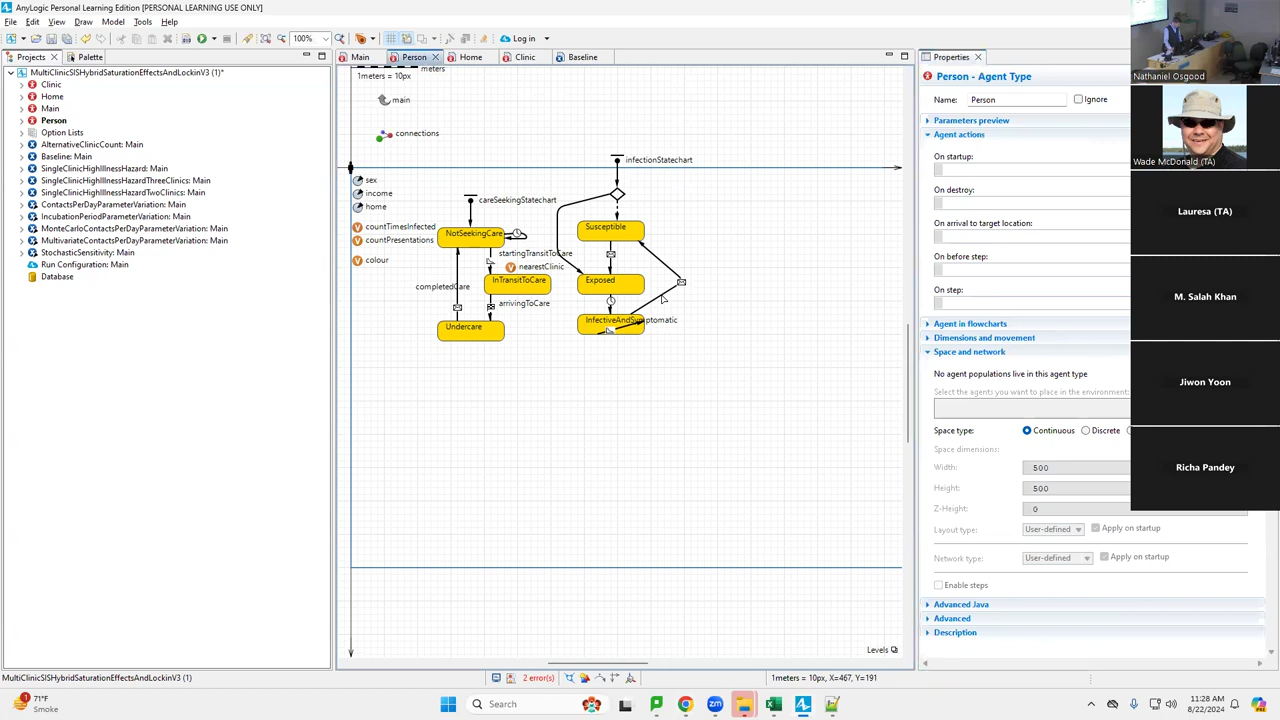 AnyLogic Personal Learning Edition [PERSONAL LEARNING USE ONLY]
File Edit View Draw Model Tools Help
100% Log in
Projects Palette
Main Person Home Clinic Baseline
Properties
MultiClinicSISHybridSaturationEffectsAndLockinV3 (1)*
Clinic
Home
Main
Person
Option Lists
AlternativeClinicCount: Main
Baseline: Main
SingleClinicHighIllnessHazard: Main
SingleClinicHighIllnessHazardThreeClinics: Main
SingleClinicHighIllnessHazardTwoClinics: Main
ContactsPerDayParameterVariation: Main
IncubationPeriodParameterVariation: Main
MonteCarloContactsPerDayParameterVariation: Main
MultivariateContactsPerDayParameterVariation: Main
StochasticSensitivity: Main
Run Configuration: Main
Database
meters
1meters = 10px
main
connections
infectionStatechart
sex
income
home
careSeekingStatechart
countTimesInfected
countPresentations
colour
NotSeekingCare
startingTransitToCare
nearestClinic
InTransitToCare
completedCare
arrivingToCare
Undercare
Susceptible
Exposed
InfectiveAndSymptomatic
Levels
Person - Agent Type
Name: Person Ignore
Parameters preview
Agent actions
On startup:
On destroy:
On arrival to target location:
On before step:
On step:
Agent in flowcharts
Dimensions and movement
Space and network
No agent populations live in this agent type
Select the agents you want to place in the environment:
Space type: Continuous Discrete
Space dimensions:
Width: 500
Height: 500
Z-Height: 0
Layout type: User-defined Apply on startup
Network type: User-defined Apply on startup
Enable steps
Advanced Java
Advanced
Description
Nathaniel Osgood
Wade McDonald (TA)
Lauresa (TA)
M. Salah Khan
Jiwon Yoon
Richa Pandey
MultiClinicSISHybridSaturationEffectsAndLockinV3 (1)
2 error(s)
1meters = 10px, X=467, Y=191
1
71°F
Smoke
Search
11:28 AM
8/22/2024